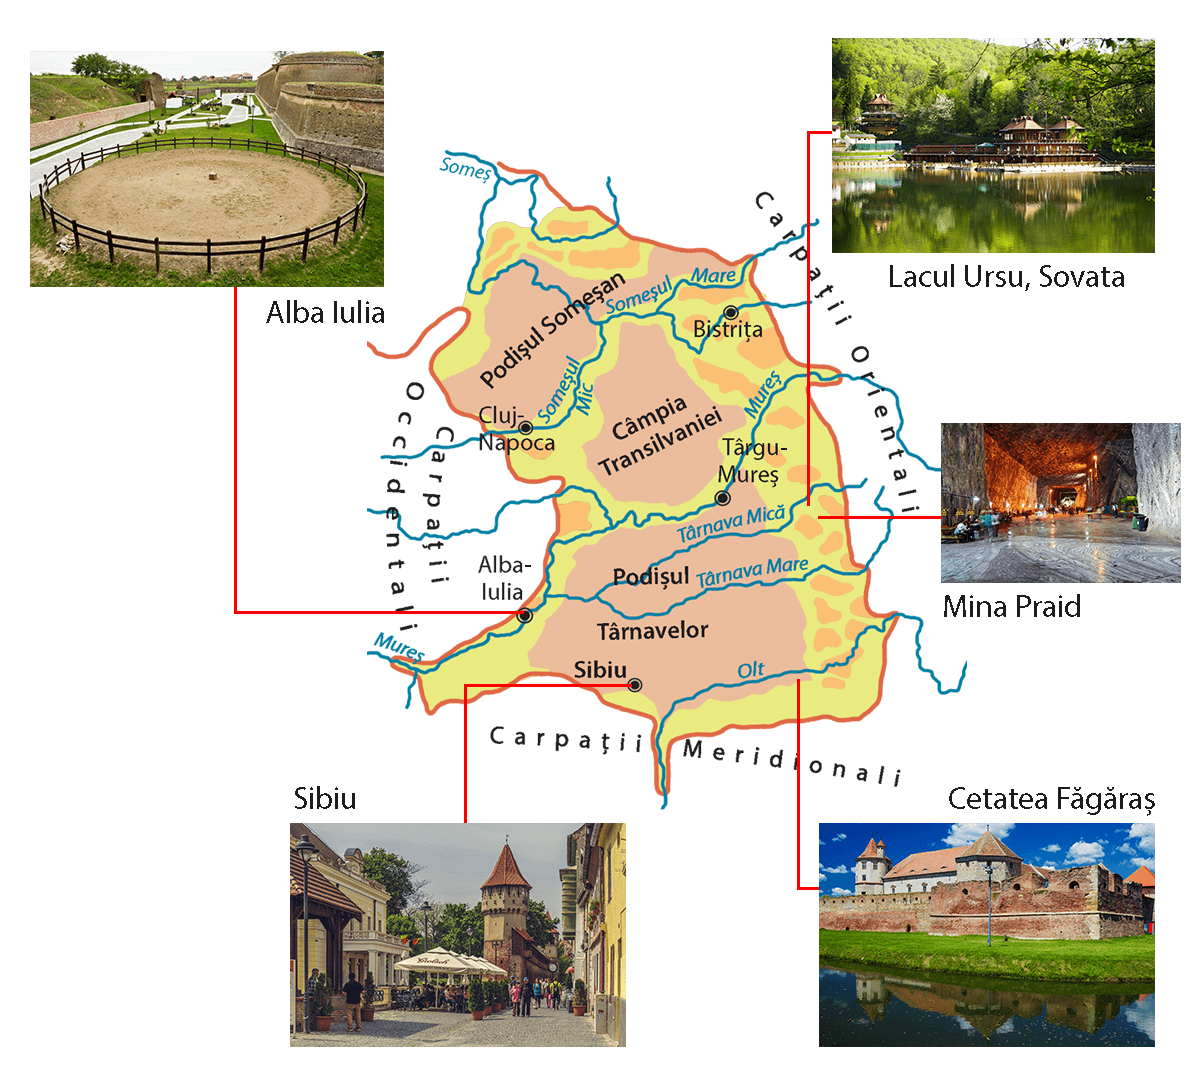 Someș
Alba Iulia
Lacul Ursu, Sovata
Carpații Orientali
Podișul Someșan
Someșul Mare
Bistrița
Someșul
Mic
Mureș
Cluj-
Napoca
Câmpia
Transilvaniei
Târgu-
Mureș
Carpații
Occidentali
Târnava Mică
Alba-
Iulia
Podișul
Târnava Mare
Târnavelor
Mina Praid
Mureș
Sibiu
Olt
Carpații Meridionali
Sibiu
Cetatea Făgăraș
Grolsch